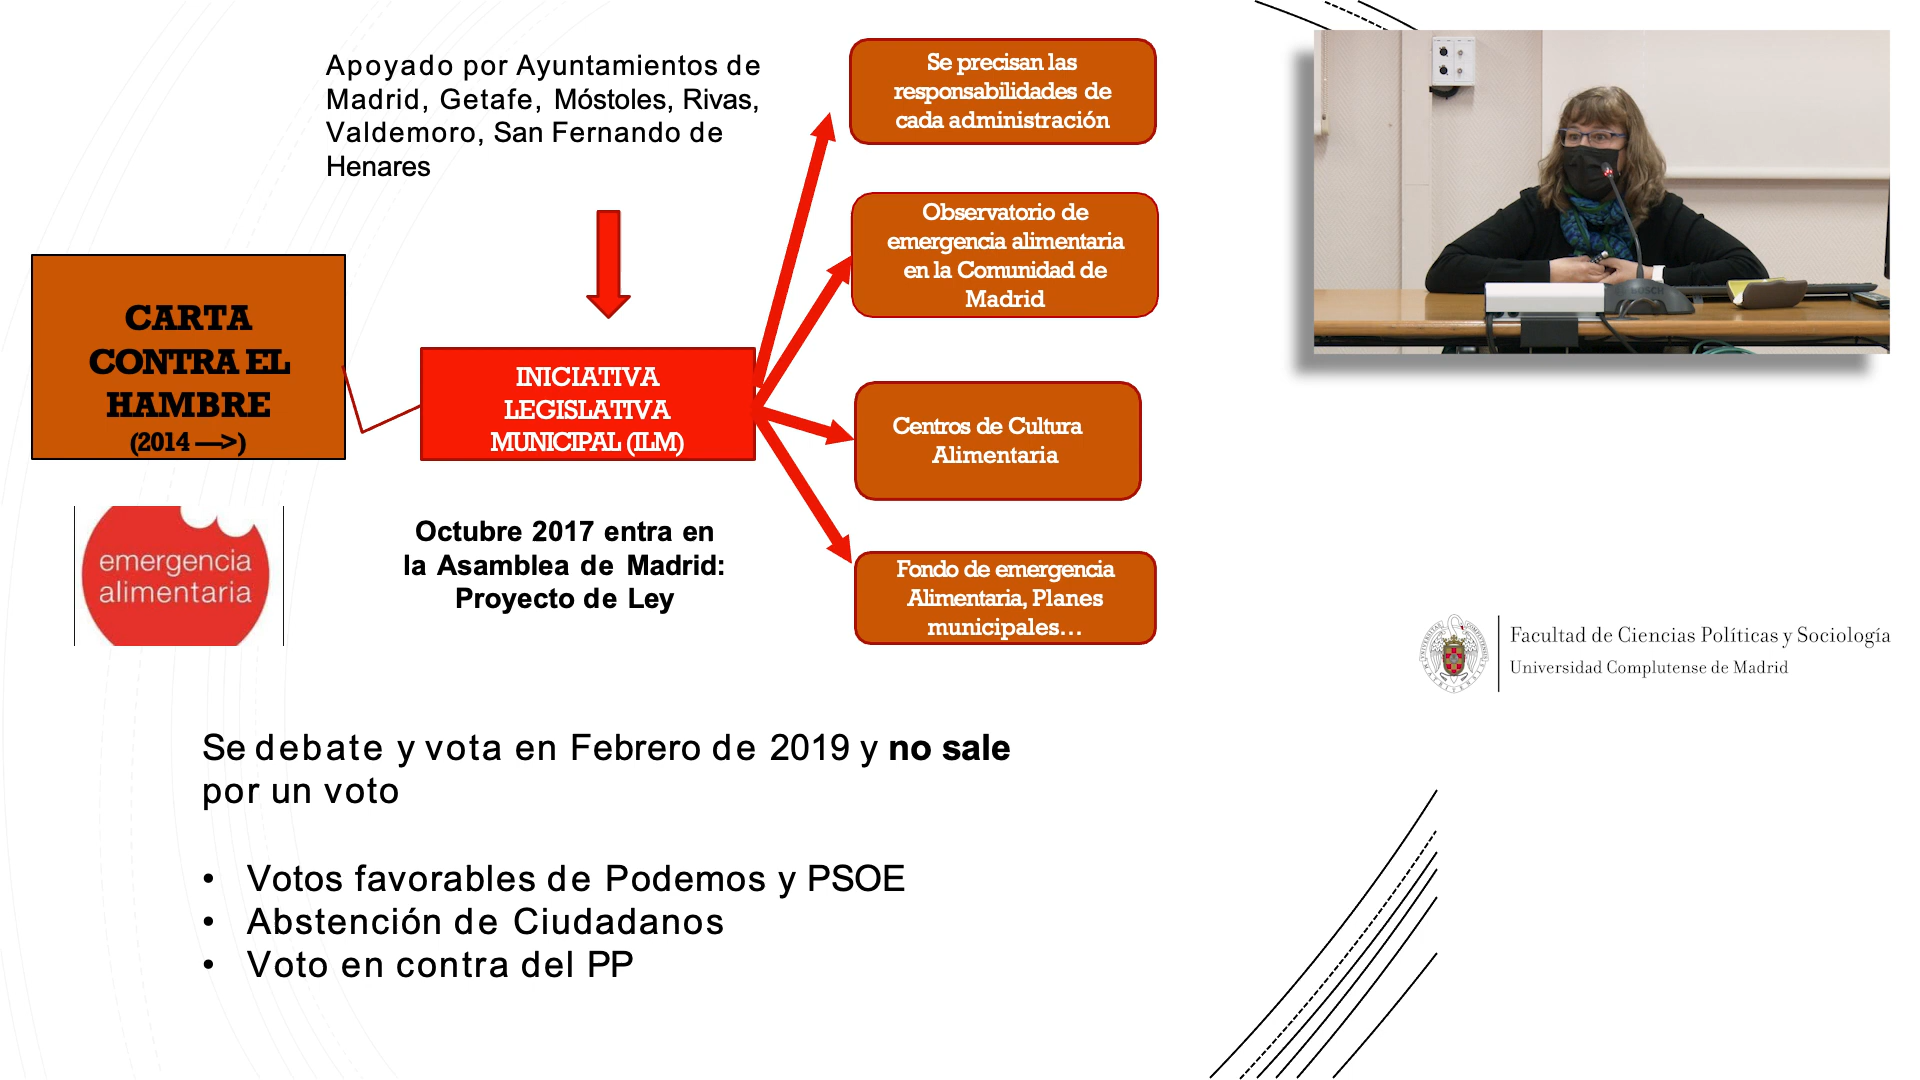 Apoyado por Ayuntamientos de
Madrid, Getafe, Móstoles, Rivas,
Valdemoro, San Fernando de
Henares
CARTA
CONTRA EL
HAMBRE
(2014 —>)
emergencia
alimentaria
INICIATIVA
LEGISLATIVA
MUNICIPAL (ILM)
Octubre 2017 entra en
la Asamblea de Madrid:
Proyecto de Ley
Se precisan las
responsabilidades de
cada administración
Observatorio de
emergencia alimentaria
en la Comunidad de
Madrid
Centros de Cultura
Alimentaria
Fondo de emergencia
Alimentaria, Planes
municipales...
Facultad de Ciencias Políticas y Sociología
Universidad Complutense de Madrid
Se debate y vota en Febrero de 2019 y no sale
por un voto
• Votos favorables de Podemos y PSOE
• Abstención de Ciudadanos
• Voto en contra del PP